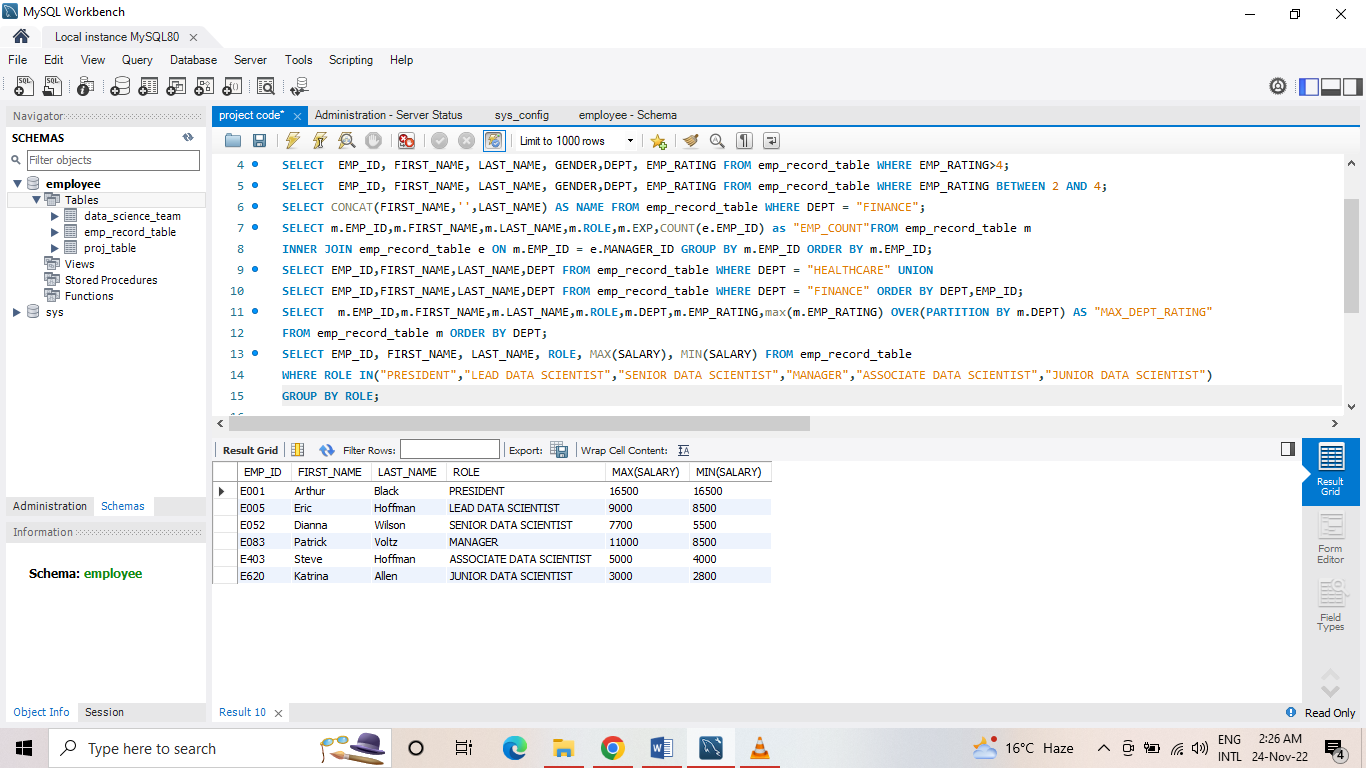 MySQL Workbench
Local instance MySQL80
File Edit View Query Database Server Tools Scripting Help
Navigator
SCHEMAS
Filter objects
employee
Tables
data_science_team
emp_record_table
proj_table
Views
Stored Procedures
Functions
sys
Administration Schemas
Information
Schema: employee
Object Info Session
project code* Administration - Server Status sys_config employee - Schema
Limit to 1000 rows
4 SELECT  EMP_ID, FIRST_NAME, LAST_NAME, GENDER,DEPT, EMP_RATING FROM emp_record_table WHERE EMP_RATING>4;
5 SELECT  EMP_ID, FIRST_NAME, LAST_NAME, GENDER,DEPT, EMP_RATING FROM emp_record_table WHERE EMP_RATING BETWEEN 2 AND 4;
6 SELECT CONCAT(FIRST_NAME,'',LAST_NAME) AS NAME FROM emp_record_table WHERE DEPT = "FINANCE";
7 SELECT m.EMP_ID,m.FIRST_NAME,m.LAST_NAME,m.ROLE,m.EXP,COUNT(e.EMP_ID) as "EMP_COUNT"FROM emp_record_table m
8 INNER JOIN emp_record_table e ON m.EMP_ID = e.MANAGER_ID GROUP BY m.EMP_ID ORDER BY m.EMP_ID;
9 SELECT EMP_ID,FIRST_NAME,LAST_NAME,DEPT FROM emp_record_table WHERE DEPT = "HEALTHCARE" UNION
10 SELECT EMP_ID,FIRST_NAME,LAST_NAME,DEPT FROM emp_record_table WHERE DEPT = "FINANCE" ORDER BY DEPT,EMP_ID;
11 SELECT  m.EMP_ID,m.FIRST_NAME,m.LAST_NAME,m.ROLE,m.DEPT,m.EMP_RATING,max(m.EMP_RATING) OVER(PARTITION BY m.DEPT) AS "MAX_DEPT_RATING"
12 FROM emp_record_table m ORDER BY DEPT;
13 SELECT EMP_ID, FIRST_NAME, LAST_NAME, ROLE, MAX(SALARY), MIN(SALARY) FROM emp_record_table
14 WHERE ROLE IN("PRESIDENT","LEAD DATA SCIENTIST","SENIOR DATA SCIENTIST","MANAGER","ASSOCIATE DATA SCIENTIST","JUNIOR DATA SCIENTIST")
15 GROUP BY ROLE;
Result Grid Filter Rows: Export: Wrap Cell Content:
EMP_ID FIRST_NAME LAST_NAME ROLE MAX(SALARY) MIN(SALARY)
E001 Arthur Black PRESIDENT 16500 16500
E005 Eric Hoffman LEAD DATA SCIENTIST 9000 8500
E052 Dianna Wilson SENIOR DATA SCIENTIST 7700 5500
E083 Patrick Voltz MANAGER 11000 8500
E403 Steve Hoffman ASSOCIATE DATA SCIENTIST 5000 4000
E620 Katrina Allen JUNIOR DATA SCIENTIST 3000 2800
Result
Grid
Form
Editor
Field
Types
Result 10
Read Only
Type here to search
16°C Haze
ENG
INTL
2:26 AM
24-Nov-22
4